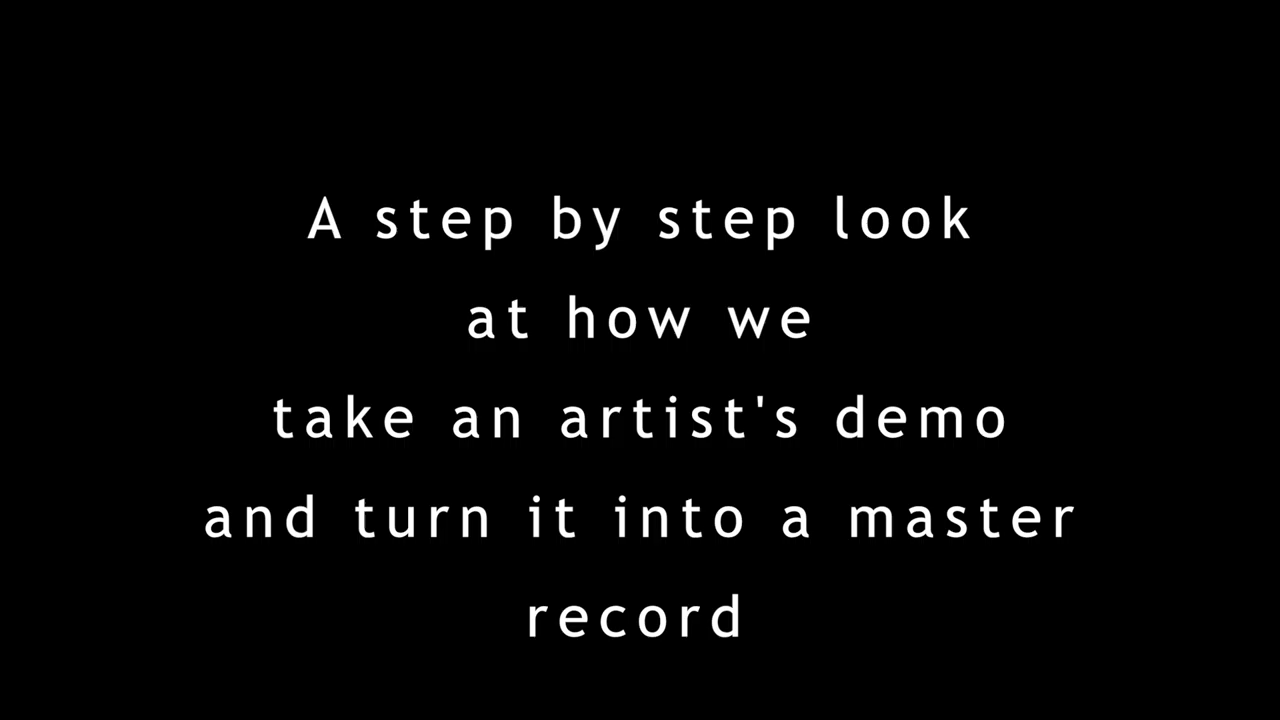 A step by step look
at how we
take an artist's demo
and turn it into a master
record